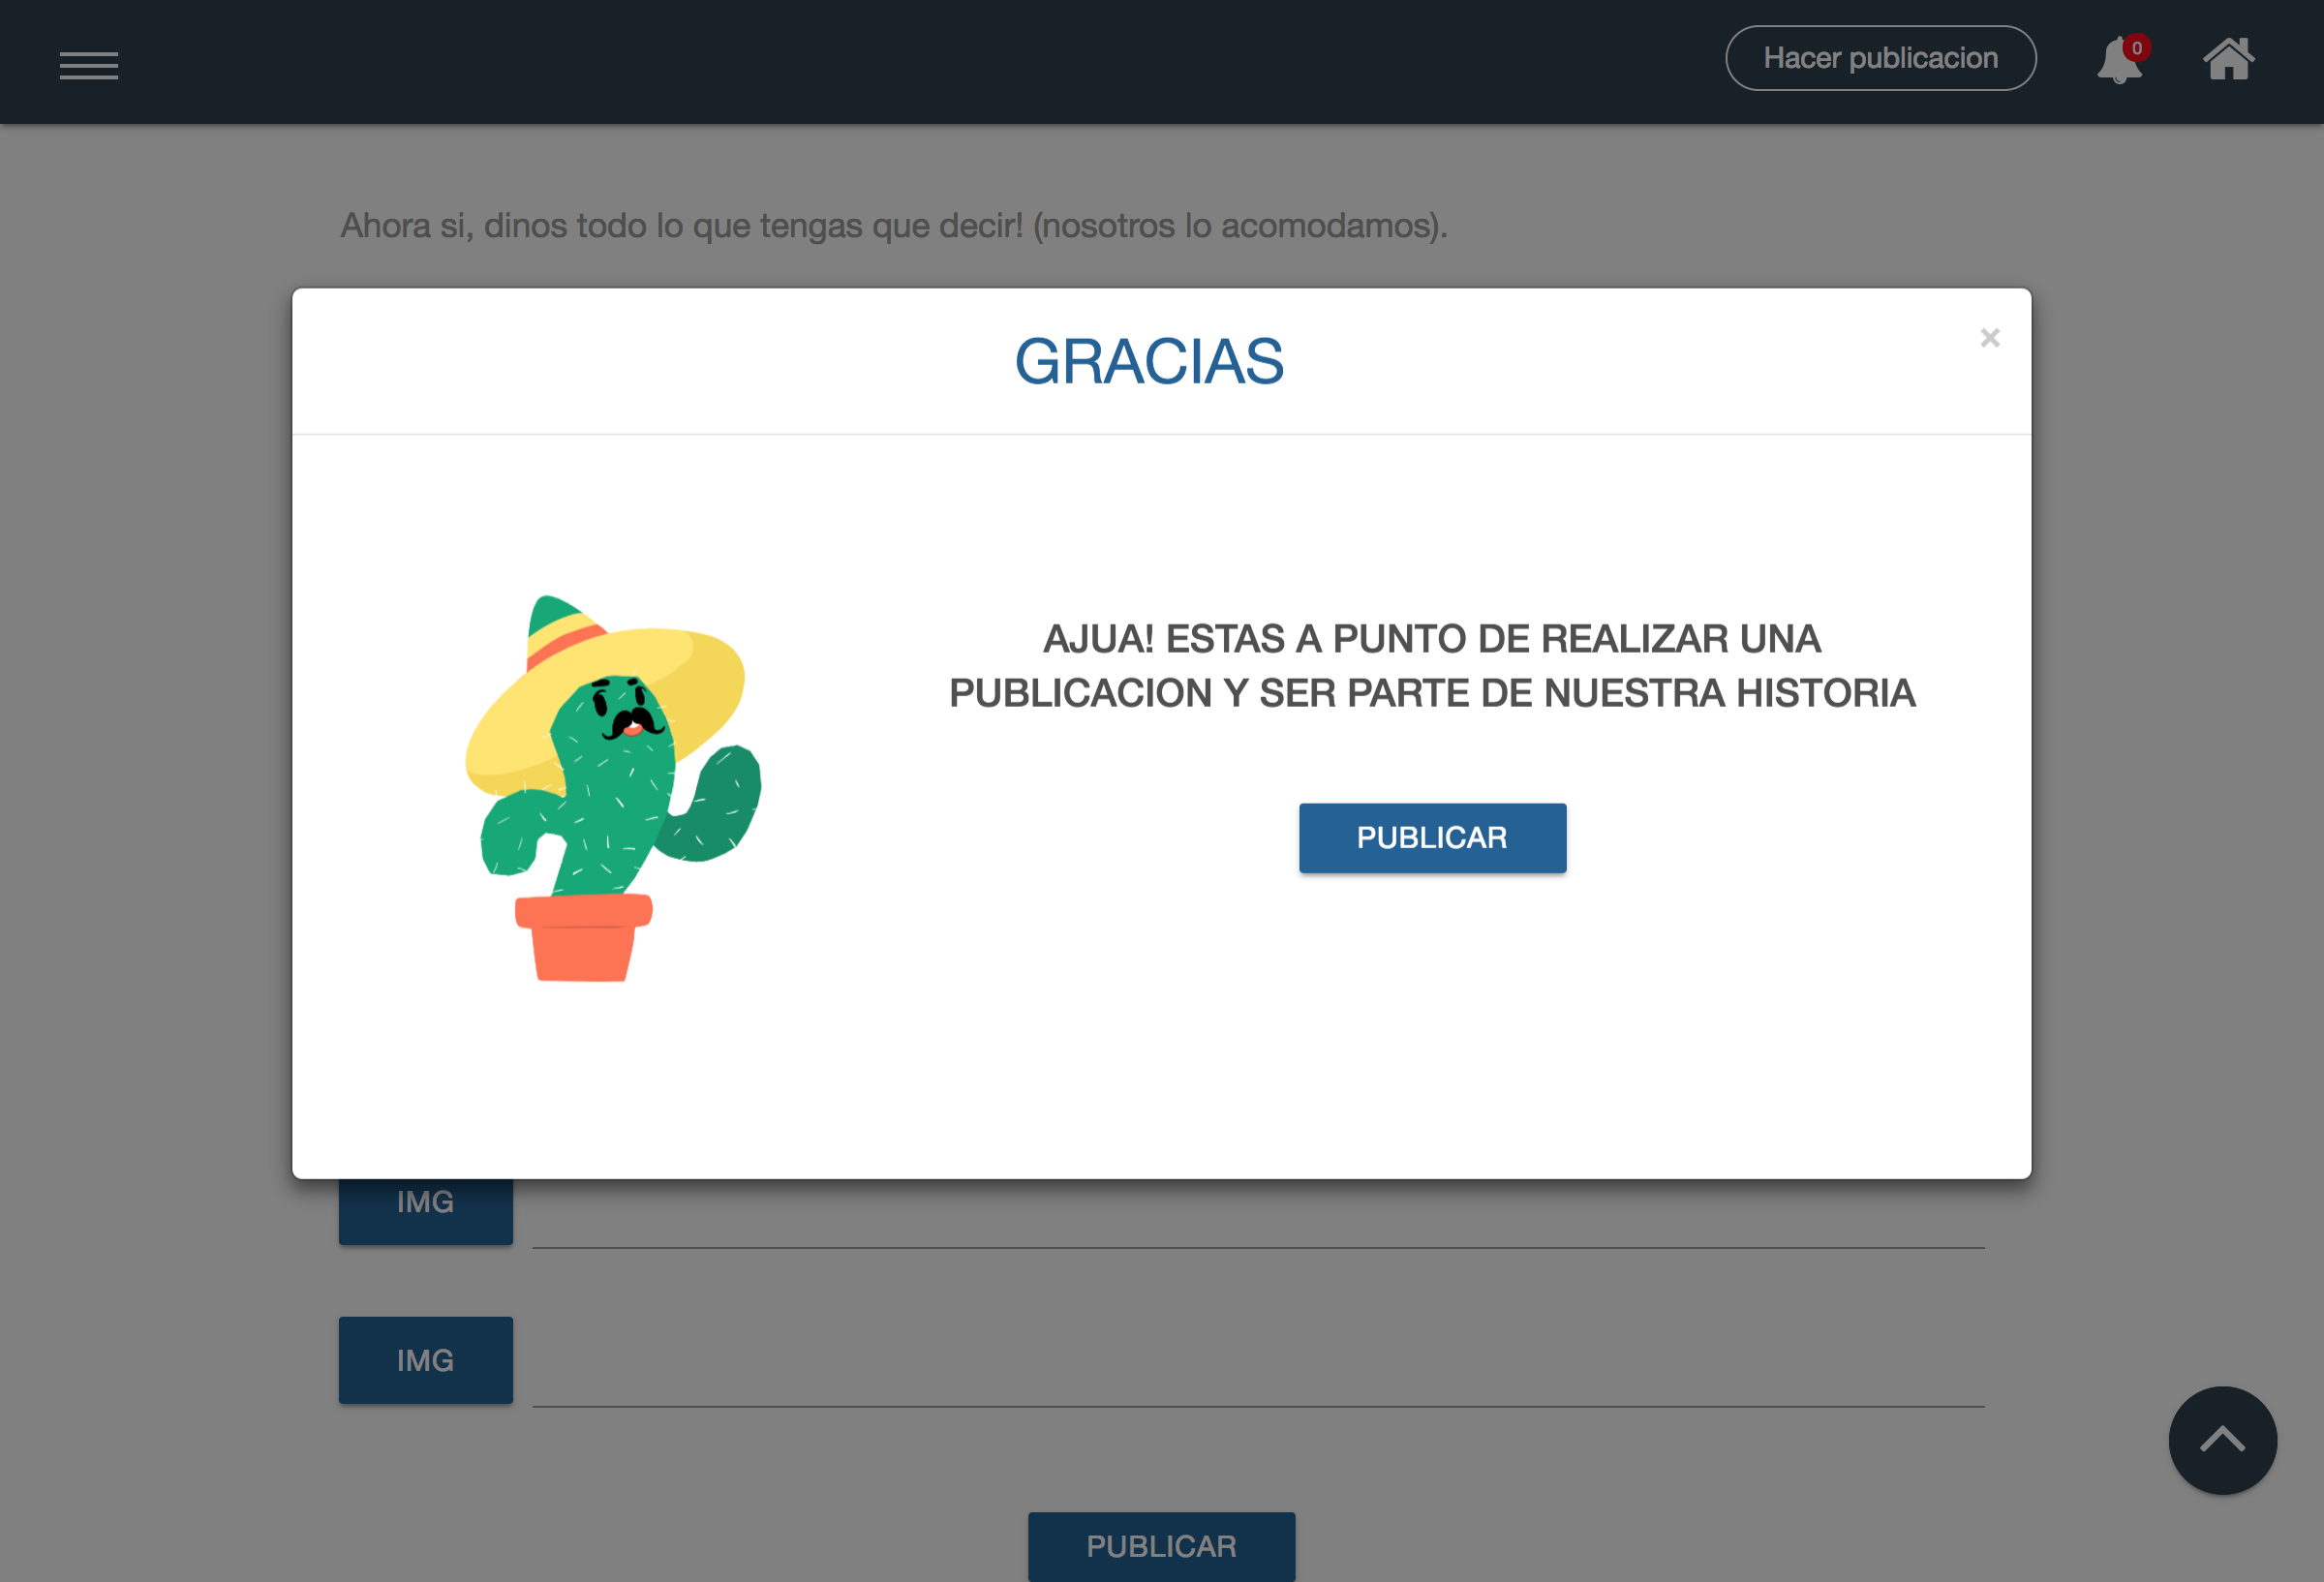 Hacer publicacion
0
Ahora si, dinos todo lo que tengas que decir! (nosotros lo acomodamos).
GRACIAS
×
AJUA! ESTAS A PUNTO DE REALIZAR UNA
PUBLICACION Y SER PARTE DE NUESTRA HISTORIA
PUBLICAR
IMG
IMG
PUBLICAR